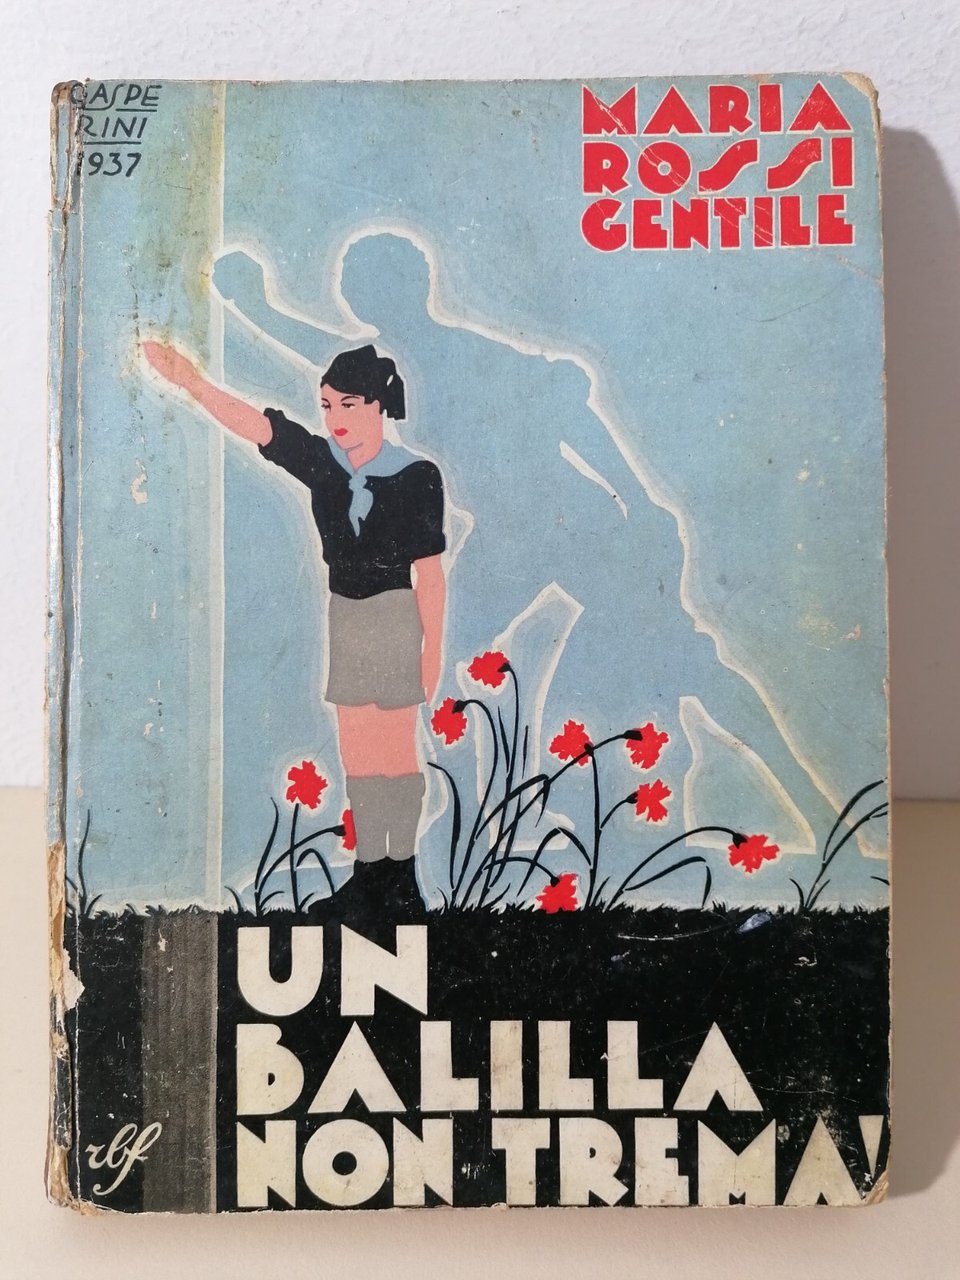 GASPE
RINI
1937
MARIA
ROSSI
GENTILE
UN
BALILLA
NON TREMA!
rbf